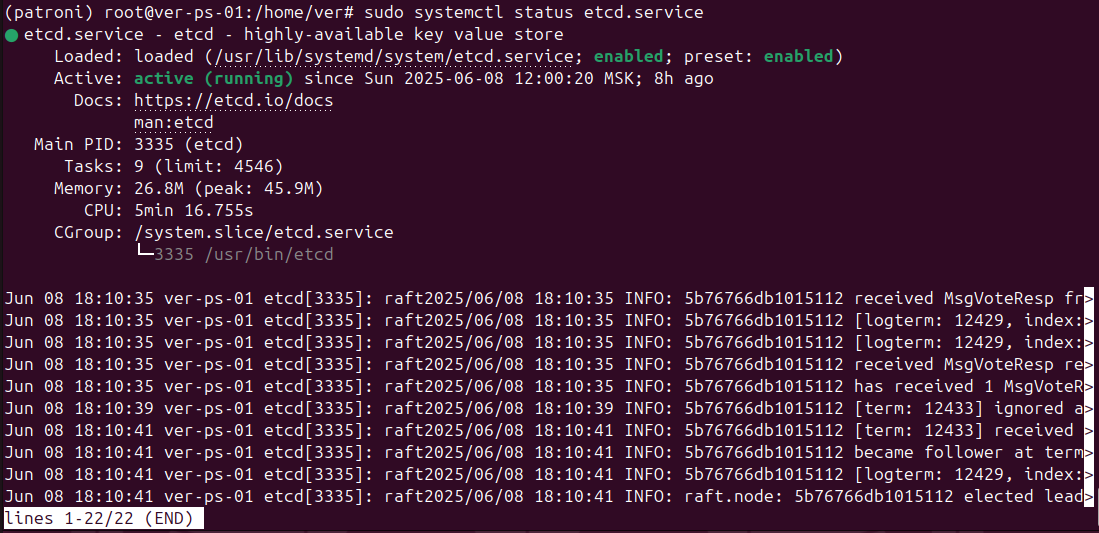 (patroni) root@ver-ps-01:/home/ver# sudo systemctl status etcd.service
● etcd.service - etcd - highly-available key value store
Loaded: loaded (/usr/lib/systemd/system/etcd.service; enabled; preset: enabled)
Active: active (running) since Sun 2025-06-08 12:00:20 MSK; 8h ago
Docs: https://etcd.io/docs
man:etcd
Main PID: 3335 (etcd)
Tasks: 9 (limit: 4546)
Memory: 26.8M (peak: 45.9M)
CPU: 5min 16.755s
CGroup: /system.slice/etcd.service
└─3335 /usr/bin/etcd
Jun 08 18:10:35 ver-ps-01 etcd[3335]: raft2025/06/08 18:10:35 INFO: 5b76766db1015112 received MsgVoteResp fr>
Jun 08 18:10:35 ver-ps-01 etcd[3335]: raft2025/06/08 18:10:35 INFO: 5b76766db1015112 [logterm: 12429, index:>
Jun 08 18:10:35 ver-ps-01 etcd[3335]: raft2025/06/08 18:10:35 INFO: 5b76766db1015112 [logterm: 12429, index:>
Jun 08 18:10:35 ver-ps-01 etcd[3335]: raft2025/06/08 18:10:35 INFO: 5b76766db1015112 received MsgVoteResp re>
Jun 08 18:10:35 ver-ps-01 etcd[3335]: raft2025/06/08 18:10:35 INFO: 5b76766db1015112 has received 1 MsgVoteR>
Jun 08 18:10:39 ver-ps-01 etcd[3335]: raft2025/06/08 18:10:39 INFO: 5b76766db1015112 [term: 12433] ignored a>
Jun 08 18:10:41 ver-ps-01 etcd[3335]: raft2025/06/08 18:10:41 INFO: 5b76766db1015112 [term: 12433] received >
Jun 08 18:10:41 ver-ps-01 etcd[3335]: raft2025/06/08 18:10:41 INFO: 5b76766db1015112 became follower at term>
Jun 08 18:10:41 ver-ps-01 etcd[3335]: raft2025/06/08 18:10:41 INFO: 5b76766db1015112 [logterm: 12429, index:>
Jun 08 18:10:41 ver-ps-01 etcd[3335]: raft2025/06/08 18:10:41 INFO: raft.node: 5b76766db1015112 elected lead>
lines 1-22/22 (END)